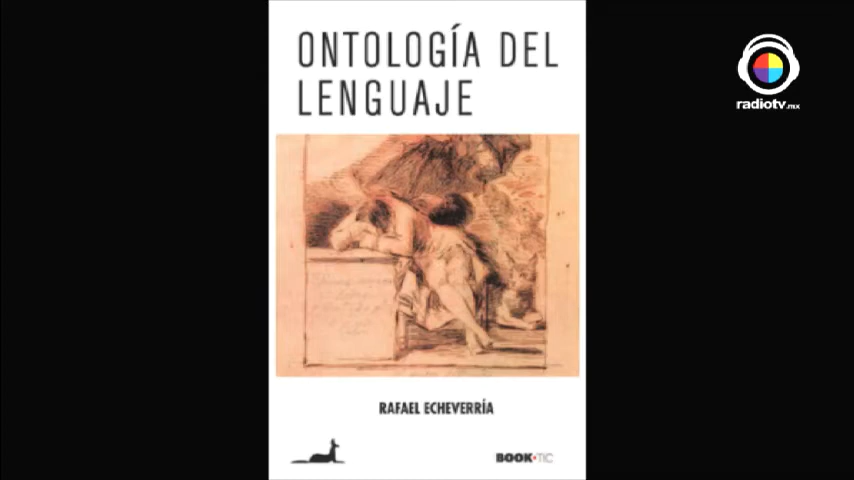 ONTOLOGÍA DEL
LENGUAJE
radiotv.mx
RAFAEL ECHEVERRÍA
BOOK•TIC